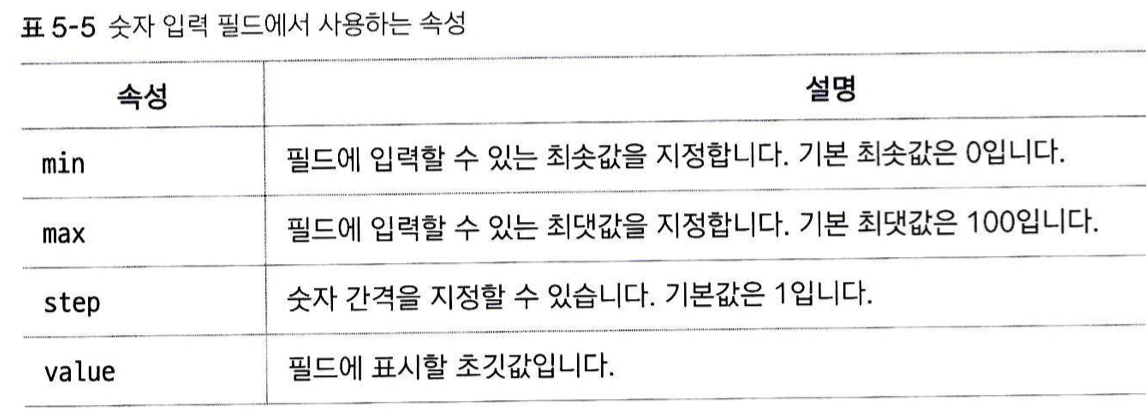 표 5-5 숫자 입력 필드에서 사용하는 속성
속성 설명
min 필드에 입력할 수 있는 최솟값을 지정합니다. 기본 최솟값은 0입니다.
max 필드에 입력할 수 있는 최댓값을 지정합니다. 기본 최댓값은 100입니다.
step 숫자 간격을 지정할 수 있습니다. 기본값은 1입니다.
value 필드에 표시할 초깃값입니다.